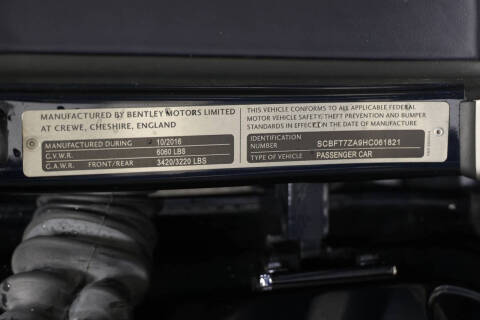 MANUFACTURED BY BENTLEY MOTORS LIMITED
AT CREWE, CHESHIRE, ENGLAND
MANUFACTURED DURING 10/2016
G.V.W.R. 6060 LBS
G.A.W.R. FRONT/REAR 3420/3220 LBS
THIS VEHICLE CONFORMS TO ALL APPLICABLE FEDERAL
MOTOR VEHICLE SAFETY, THEFT PREVENTION AND BUMPER
STANDARDS IN EFFECT IN THE DATE OF MANUFACTURE
IDENTIFICATION
NUMBER SCBFT7ZA9HC061821
TYPE OF VEHICLE PASSENGER CAR